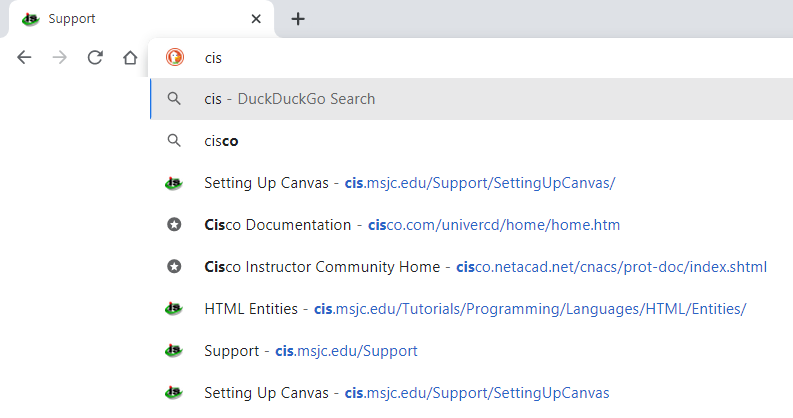 Support
cis
cis - DuckDuckGo Search
cisco
Setting Up Canvas - cis.msjc.edu/Support/SettingUpCanvas/
Cisco Documentation - cisco.com/univercd/home/home.htm
Cisco Instructor Community Home - cisco.netacad.net/cnacs/prot-doc/index.shtml
HTML Entities - cis.msjc.edu/Tutorials/Programming/Languages/HTML/Entities/
Support - cis.msjc.edu/Support
Setting Up Canvas - cis.msjc.edu/Support/SettingUpCanvas